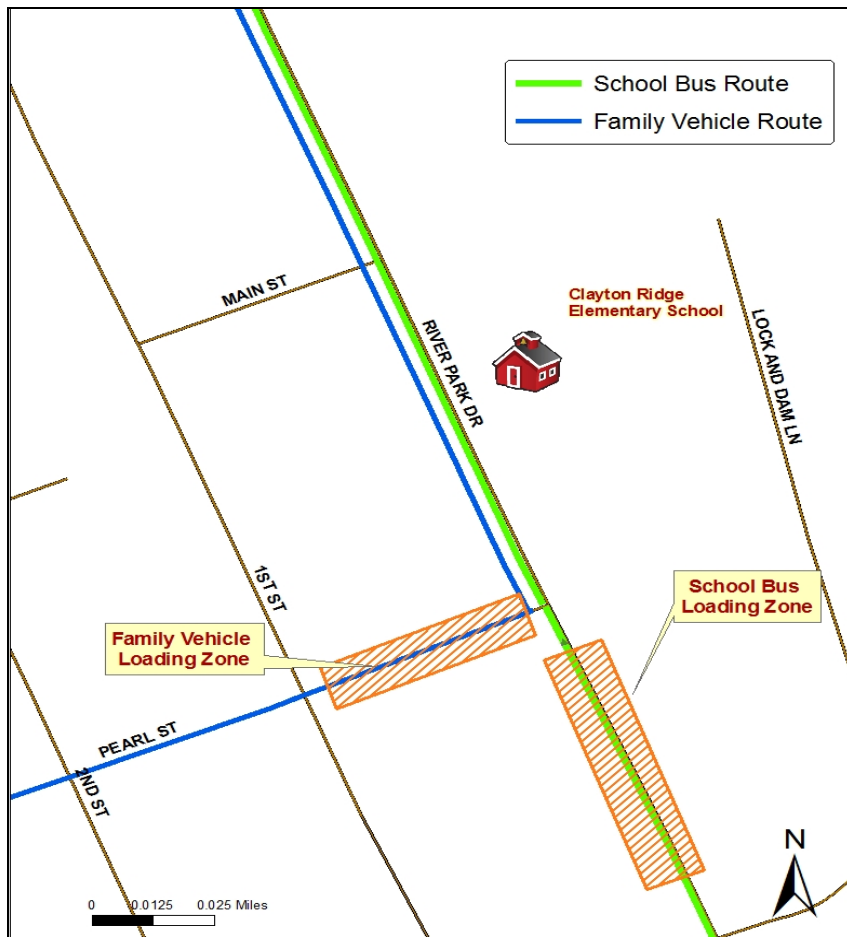 School Bus Route
Family Vehicle Route
MAIN ST
Clayton Ridge
Elementary School
RIVER PARK DR
LOCK AND DAM LN
1ST ST
School Bus
Loading Zone
Family Vehicle
Loading Zone
PEARL ST
2ND ST
N
0 0.0125 0.025 Miles